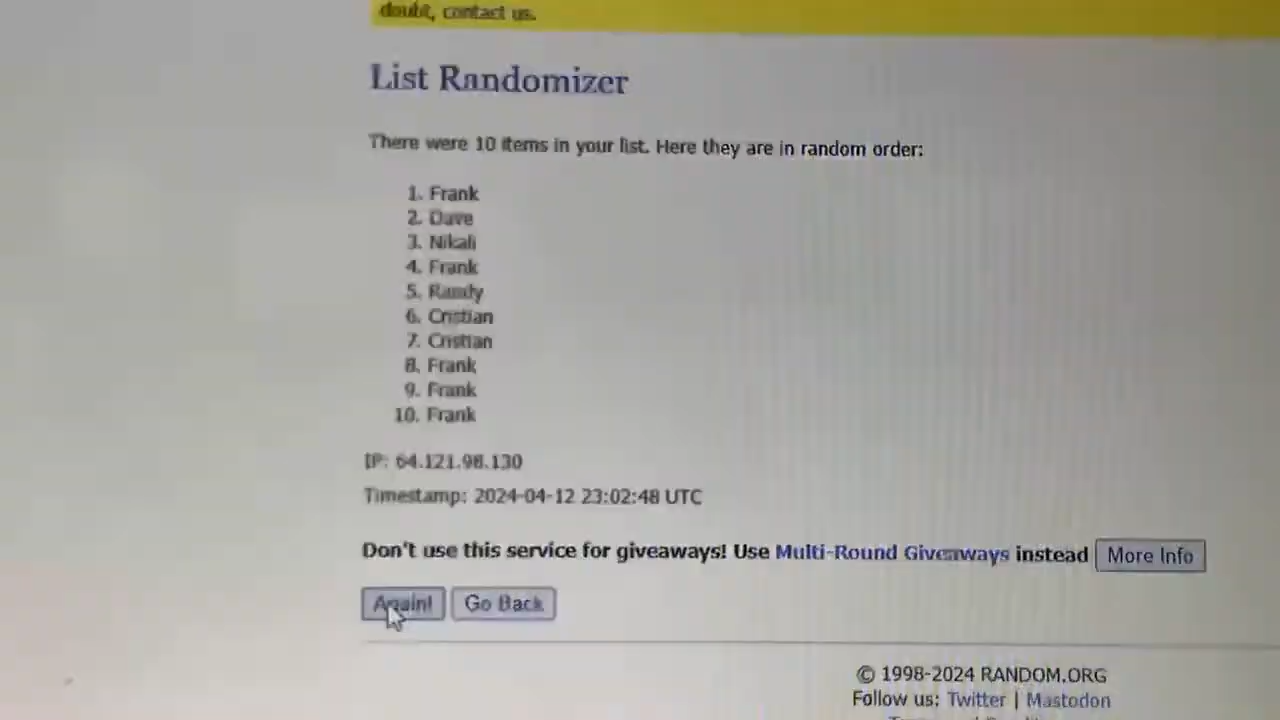 doubt, contact us.
List Randomizer
There were 10 items in your list. Here they are in random order:
1. Frank
2. Dave
3. Nikali
4. Frank
5. Randy
6. Cristian
7. Cristian
8. Frank
9. Frank
10. Frank
IP: 64.121.98.130
Timestamp: 2024-04-12 23:02:48 UTC
Don't use this service for giveaways! Use Multi-Round Giveaways instead More Info
Again! Go Back
© 1998-2024 RANDOM.ORG
Follow us: Twitter | Mastodon